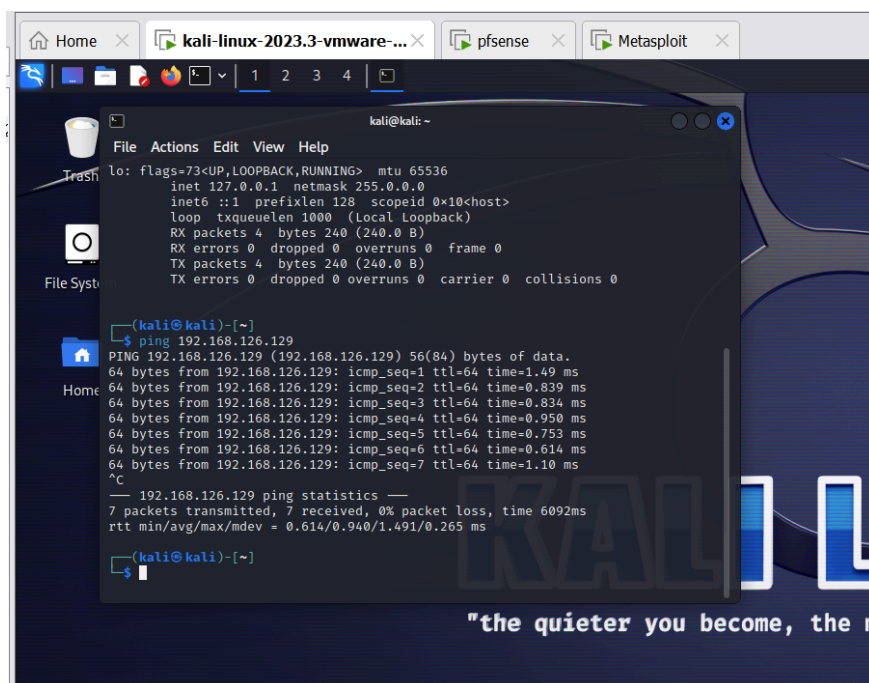 Home
kali-linux-2023.3-vmware-...
pfsense
Metasploit
1 2 3 4
kali@kali: ~
File Actions Edit View Help
Trash
File System
Home
lo: flags=73<UP,LOOPBACK,RUNNING> mtu 65536
inet 127.0.0.1 netmask 255.0.0.0
inet6 ::1 prefixlen 128 scopeid 0×10<host>
loop txqueuelen 1000 (Local Loopback)
RX packets 4 bytes 240 (240.0 B)
RX errors 0 dropped 0 overruns 0 frame 0
TX packets 4 bytes 240 (240.0 B)
TX errors 0 dropped 0 overruns 0 carrier 0 collisions 0
┌──(kali㉿kali)-[~]
└─$ ping 192.168.126.129
PING 192.168.126.129 (192.168.126.129) 56(84) bytes of data.
64 bytes from 192.168.126.129: icmp_seq=1 ttl=64 time=1.49 ms
64 bytes from 192.168.126.129: icmp_seq=2 ttl=64 time=0.839 ms
64 bytes from 192.168.126.129: icmp_seq=3 ttl=64 time=0.834 ms
64 bytes from 192.168.126.129: icmp_seq=4 ttl=64 time=0.950 ms
64 bytes from 192.168.126.129: icmp_seq=5 ttl=64 time=0.753 ms
64 bytes from 192.168.126.129: icmp_seq=6 ttl=64 time=0.614 ms
64 bytes from 192.168.126.129: icmp_seq=7 ttl=64 time=1.10 ms
^C
── 192.168.126.129 ping statistics ──
7 packets transmitted, 7 received, 0% packet loss, time 6092ms
rtt min/avg/max/mdev = 0.614/0.940/1.491/0.265 ms
┌──(kali㉿kali)-[~]
└─$
KALI L
"the quieter you become, the